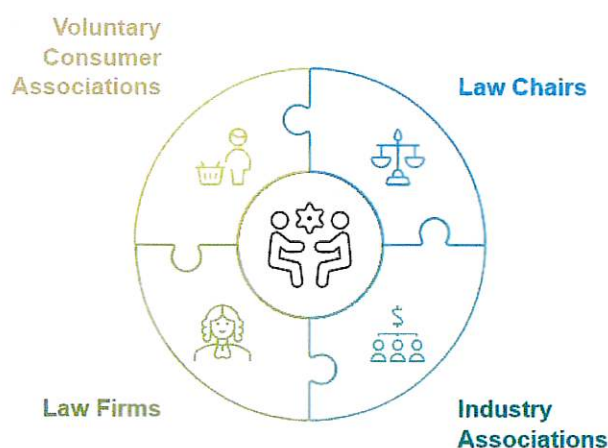 Voluntary
Consumer
Associations
Law Chairs
Law Firms
Industry
Associations
$